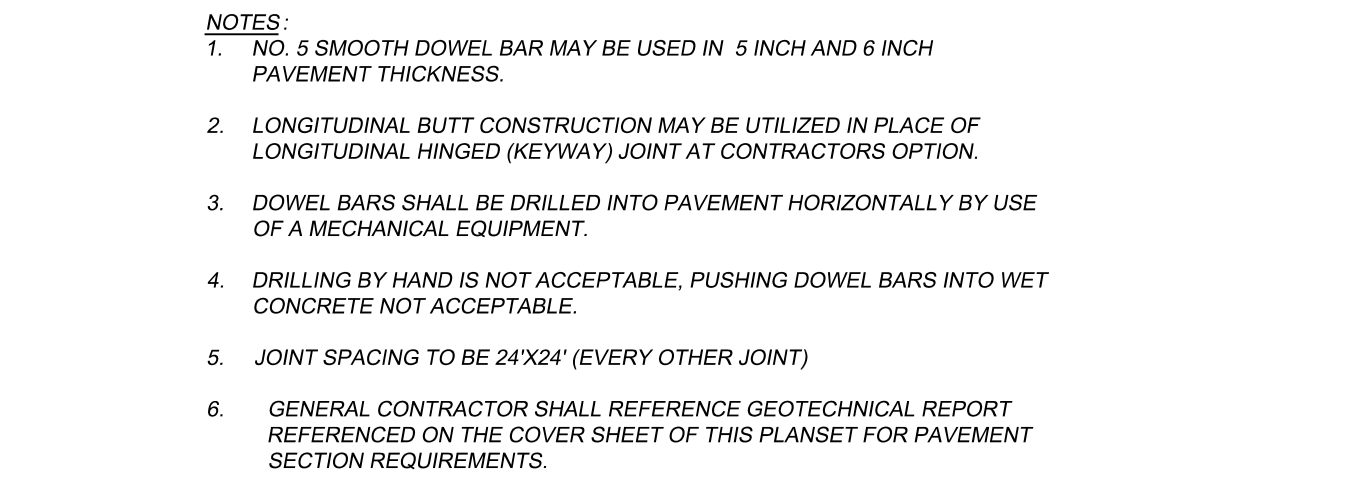 NOTES:
1. NO. 5 SMOOTH DOWEL BAR MAY BE USED IN 5 INCH AND 6 INCH
PAVEMENT THICKNESS.
2. LONGITUDINAL BUTT CONSTRUCTION MAY BE UTILIZED IN PLACE OF
LONGITUDINAL HINGED (KEYWAY) JOINT AT CONTRACTORS OPTION.
3. DOWEL BARS SHALL BE DRILLED INTO PAVEMENT HORIZONTALLY BY USE
OF A MECHANICAL EQUIPMENT.
4. DRILLING BY HAND IS NOT ACCEPTABLE, PUSHING DOWEL BARS INTO WET
CONCRETE NOT ACCEPTABLE.
5. JOINT SPACING TO BE 24'X24' (EVERY OTHER JOINT)
6. GENERAL CONTRACTOR SHALL REFERENCE GEOTECHNICAL REPORT
REFERENCED ON THE COVER SHEET OF THIS PLANSET FOR PAVEMENT
SECTION REQUIREMENTS.